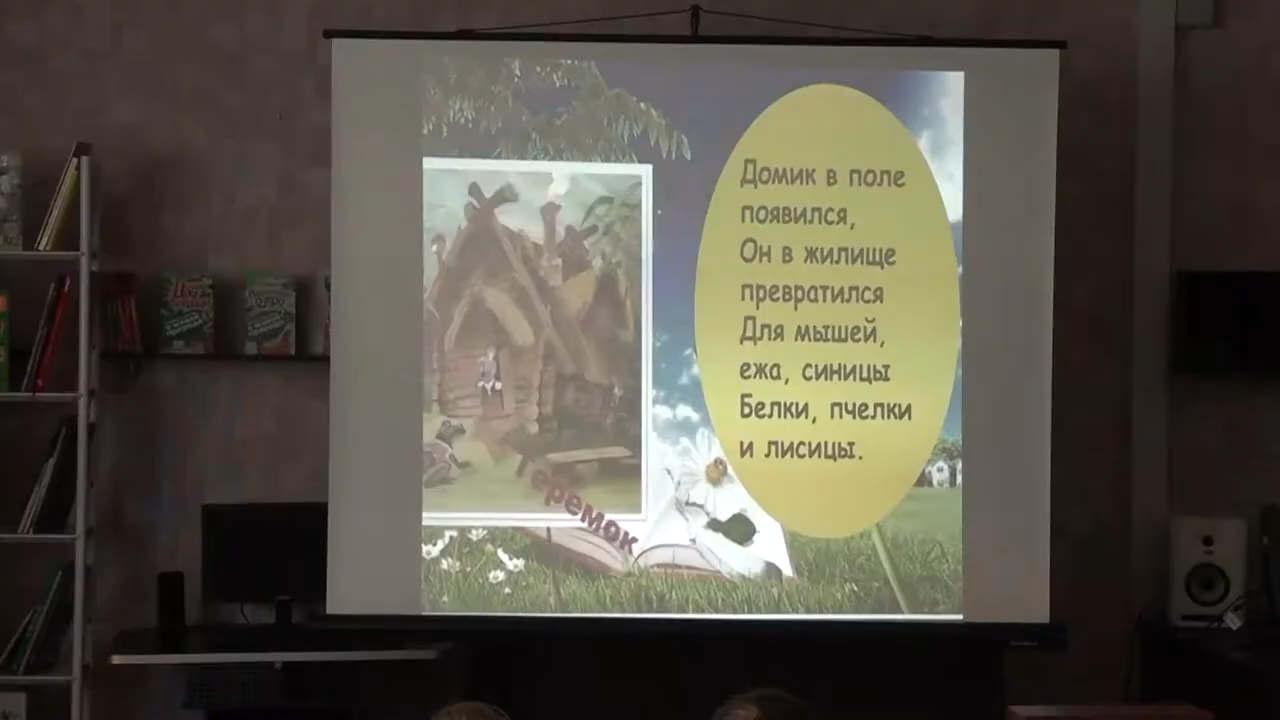 Домик в поле
появился,
Он в жилище
превратился
Для мышей,
ежа, синицы
Белки, пчелки
и лисицы.
Теремок